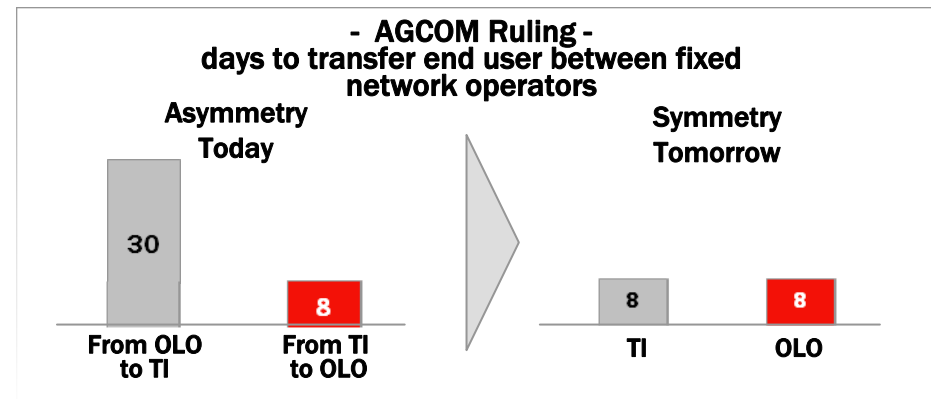 - AGCOM Ruling -
days to transfer end user between fixed
network operators
Asymmetry
Today
30
8
From OLO
to TI
From TI
to OLO
Symmetry
Tomorrow
8
8
TI
OLO